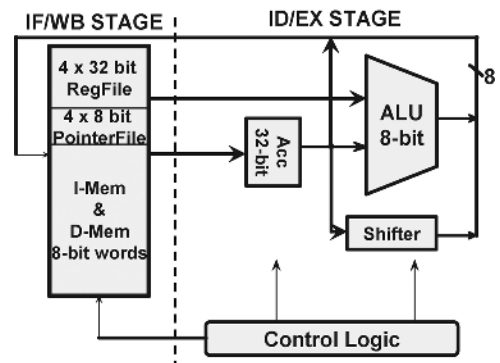 IF/WB STAGE
ID/EX STAGE
4 x 32 bit
RegFile
4 x 8 bit
PointerFile
I-Mem
&
D-Mem
8-bit words
Acc
32-bit
ALU
8-bit
8
Shifter
Control Logic